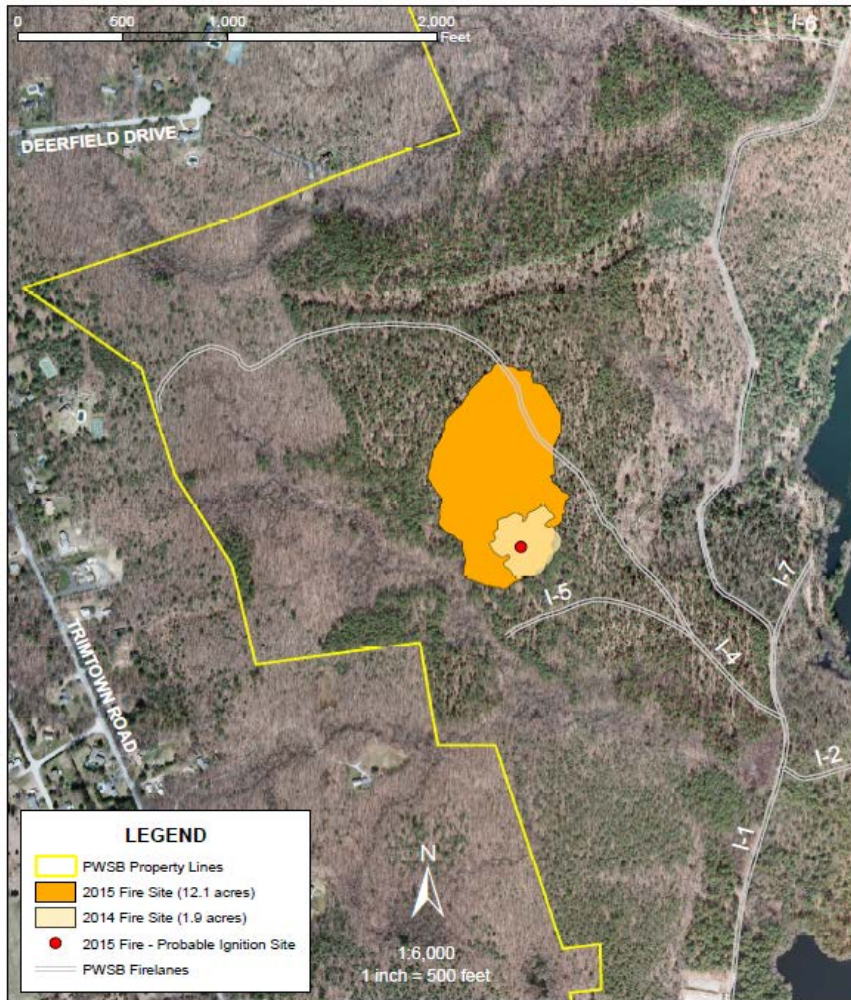 0 600 1,200 2,000
Feet
I-6
DEERFIELD DRIVE
I-5
I-7
I-4
TRIMTOWN ROAD
I-2
I-1
LEGEND
PWSB Property Lines
2015 Fire Site (12.1 acres)
2014 Fire Site (1.9 acres)
2015 Fire - Probable Ignition Site
PWSB Firelanes
N
1:6,000
1 inch = 500 feet